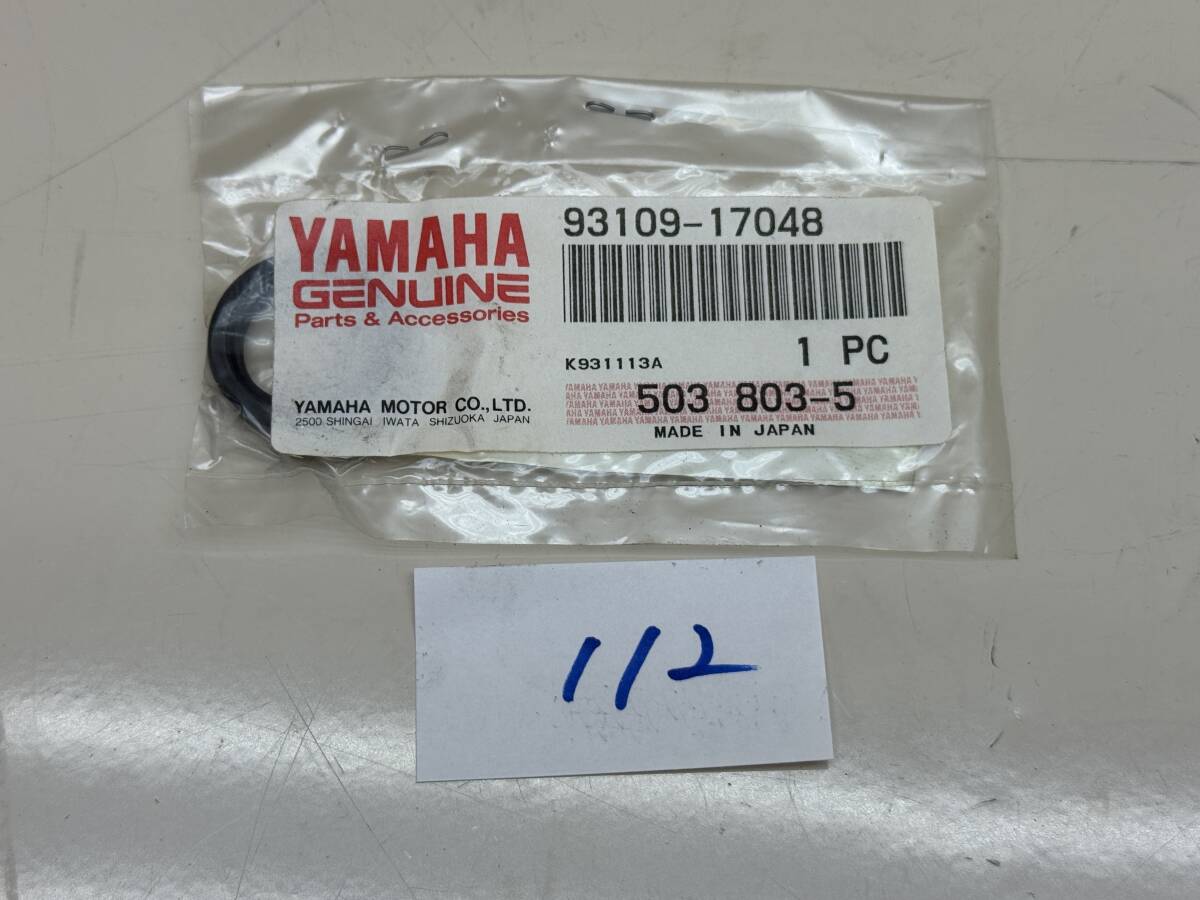 YAMAHA
GENUINE
Parts & Accessories
YAMAHA MOTOR CO.,LTD.
2500 SHINGAI IWATA SHIZUOKA JAPAN
93109-17048
K931113A
1 PC
503 803-5
MADE IN JAPAN
112